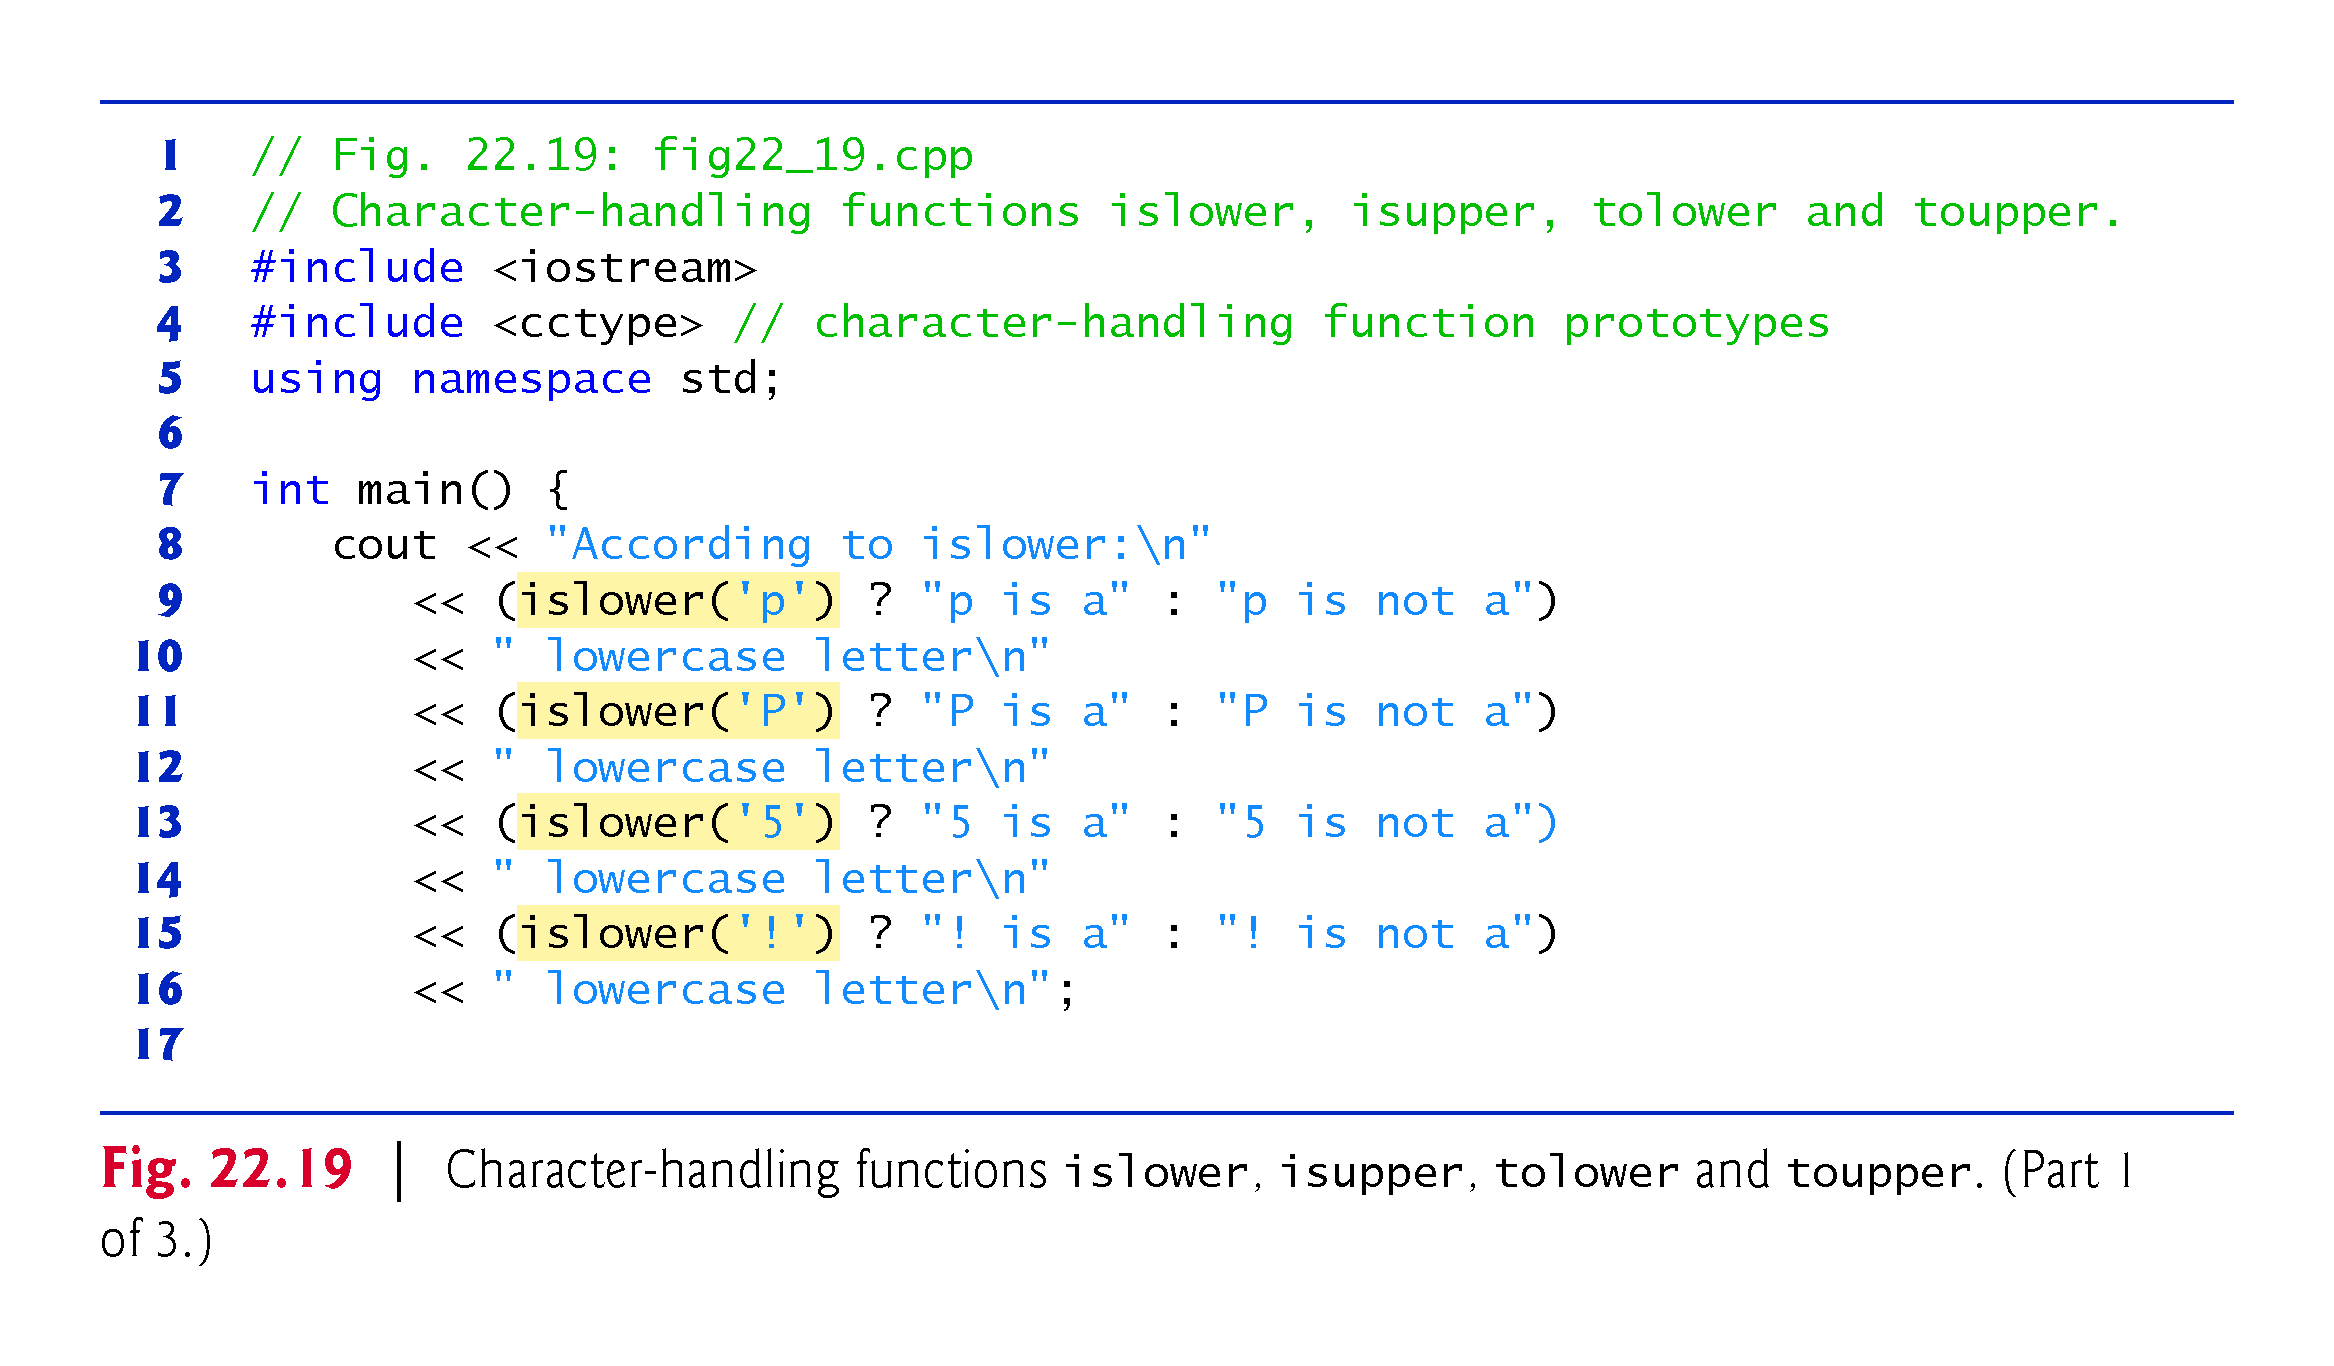 1 // Fig. 22.19: fig22_19.cpp
2 // Character-handling functions islower, isupper, tolower and toupper.
3 #include <iostream>
4 #include <cctype> // character-handling function prototypes
5 using namespace std;
6
7 int main() {
8    cout << "According to islower:\n"
9       << (islower('p') ? "p is a" : "p is not a")
10       << " lowercase letter\n"
11       << (islower('P') ? "P is a" : "P is not a")
12       << " lowercase letter\n"
13       << (islower('5') ? "5 is a" : "5 is not a")
14       << " lowercase letter\n"
15       << (islower('!') ? "! is a" : "! is not a")
16       << " lowercase letter\n";
17
Fig. 22.19 | Character-handling functions islower, isupper, tolower and toupper. (Part 1
of 3.)